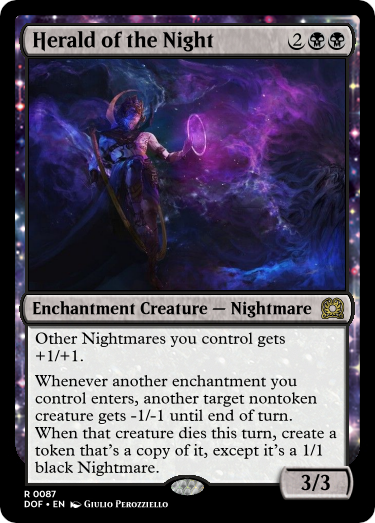 Herald of the Night 2
Enchantment Creature — Nightmare
Other Nightmares you control gets
+1/+1.
Whenever another enchantment you
control enters, another target nontoken
creature gets -1/-1 until end of turn.
When that creature dies this turn, create a
token that's a copy of it, except it's a 1/1
black Nightmare.
3/3
R 0087
DOF • EN Giulio Perozziello